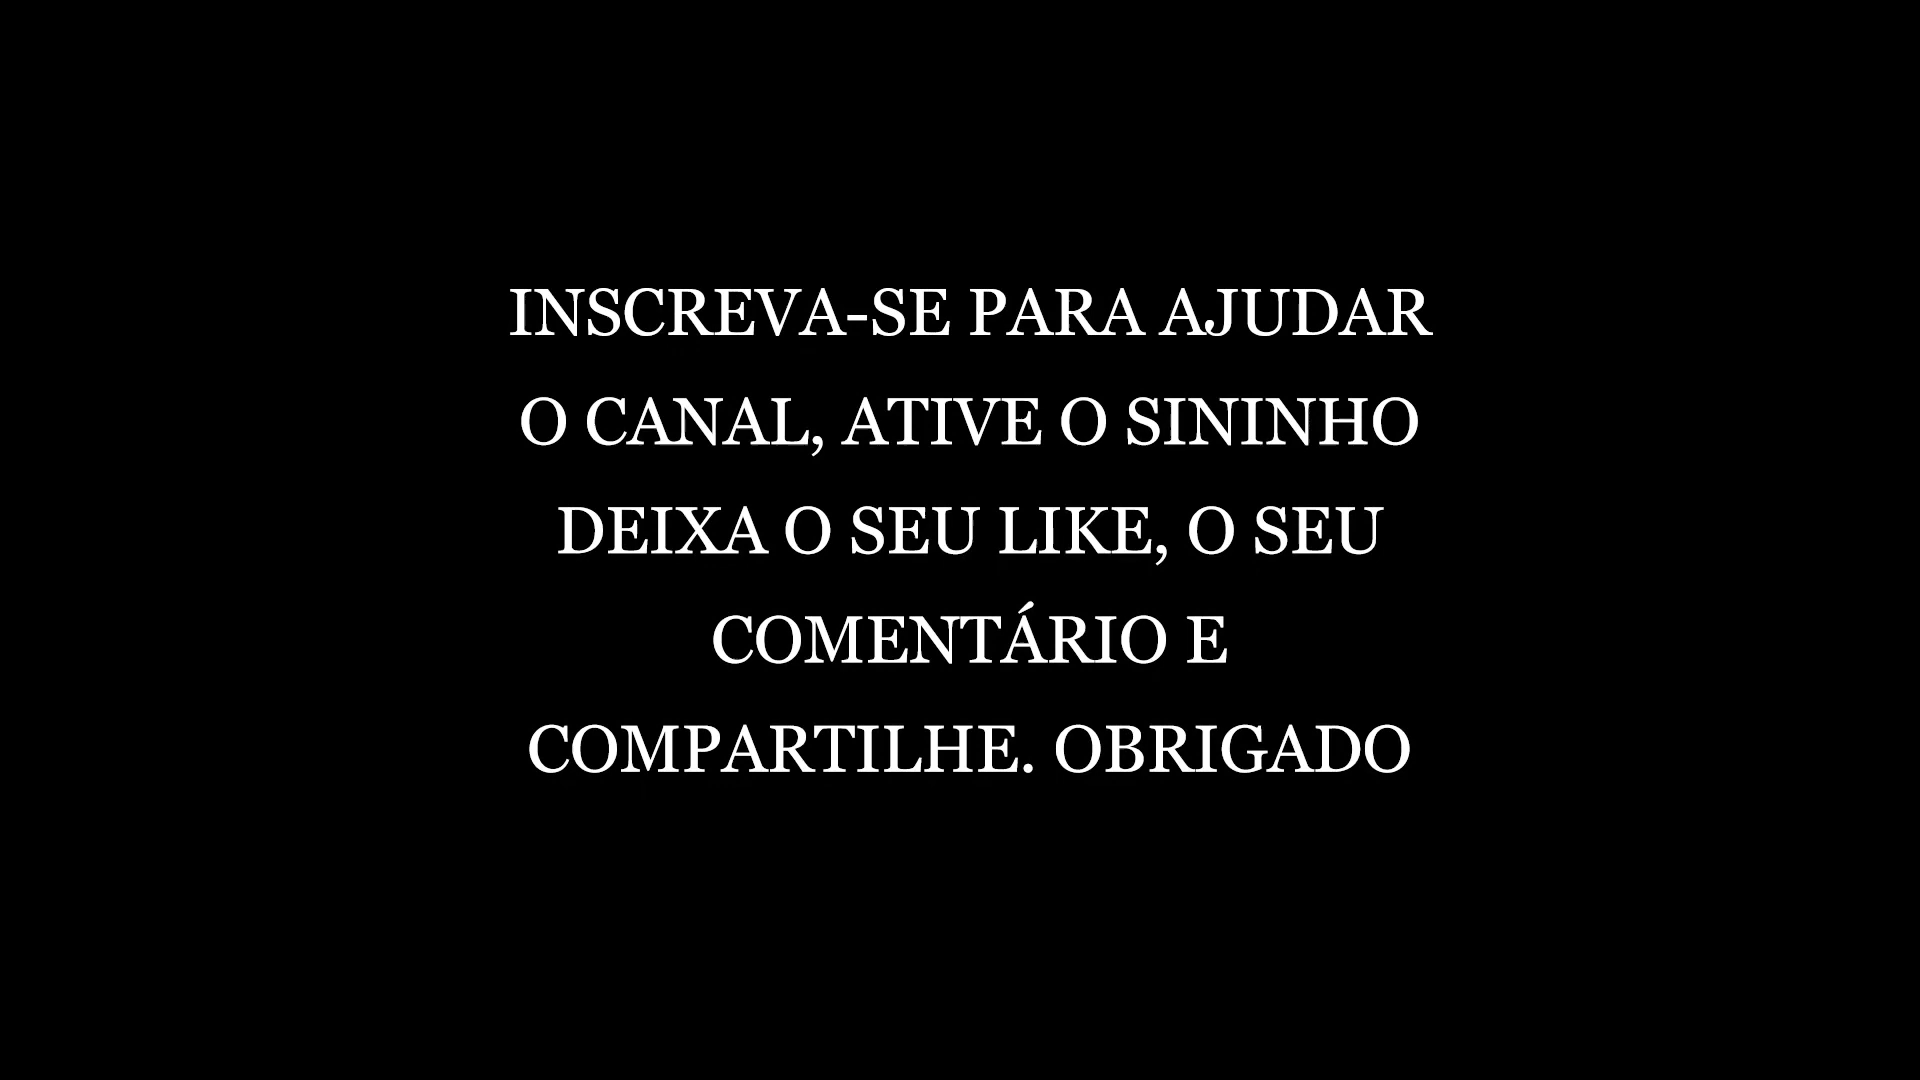 INSCREVA-SE PARA AJUDAR
O CANAL, ATIVE O SININHO
DEIXA O SEU LIKE, O SEU
COMENTÁRIO E
COMPARTILHE. OBRIGADO